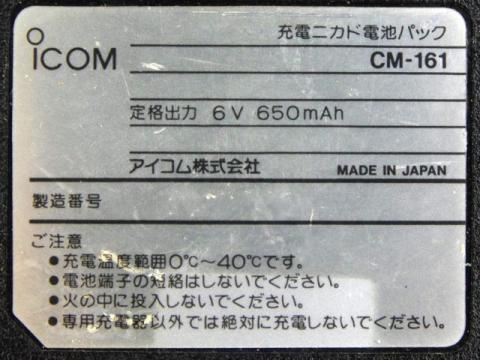 ICOM
充電ニカド電池パック
CM-161
定格出力 6V 650mAh
アイコム株式会社 MADE IN JAPAN
製造番号
ご注意
●充電温度範囲0℃～40℃です。
●電池端子の短絡はしないでください。
●火の中に投入しないでください。
●専用充電器以外では絶対に充電しないでください。